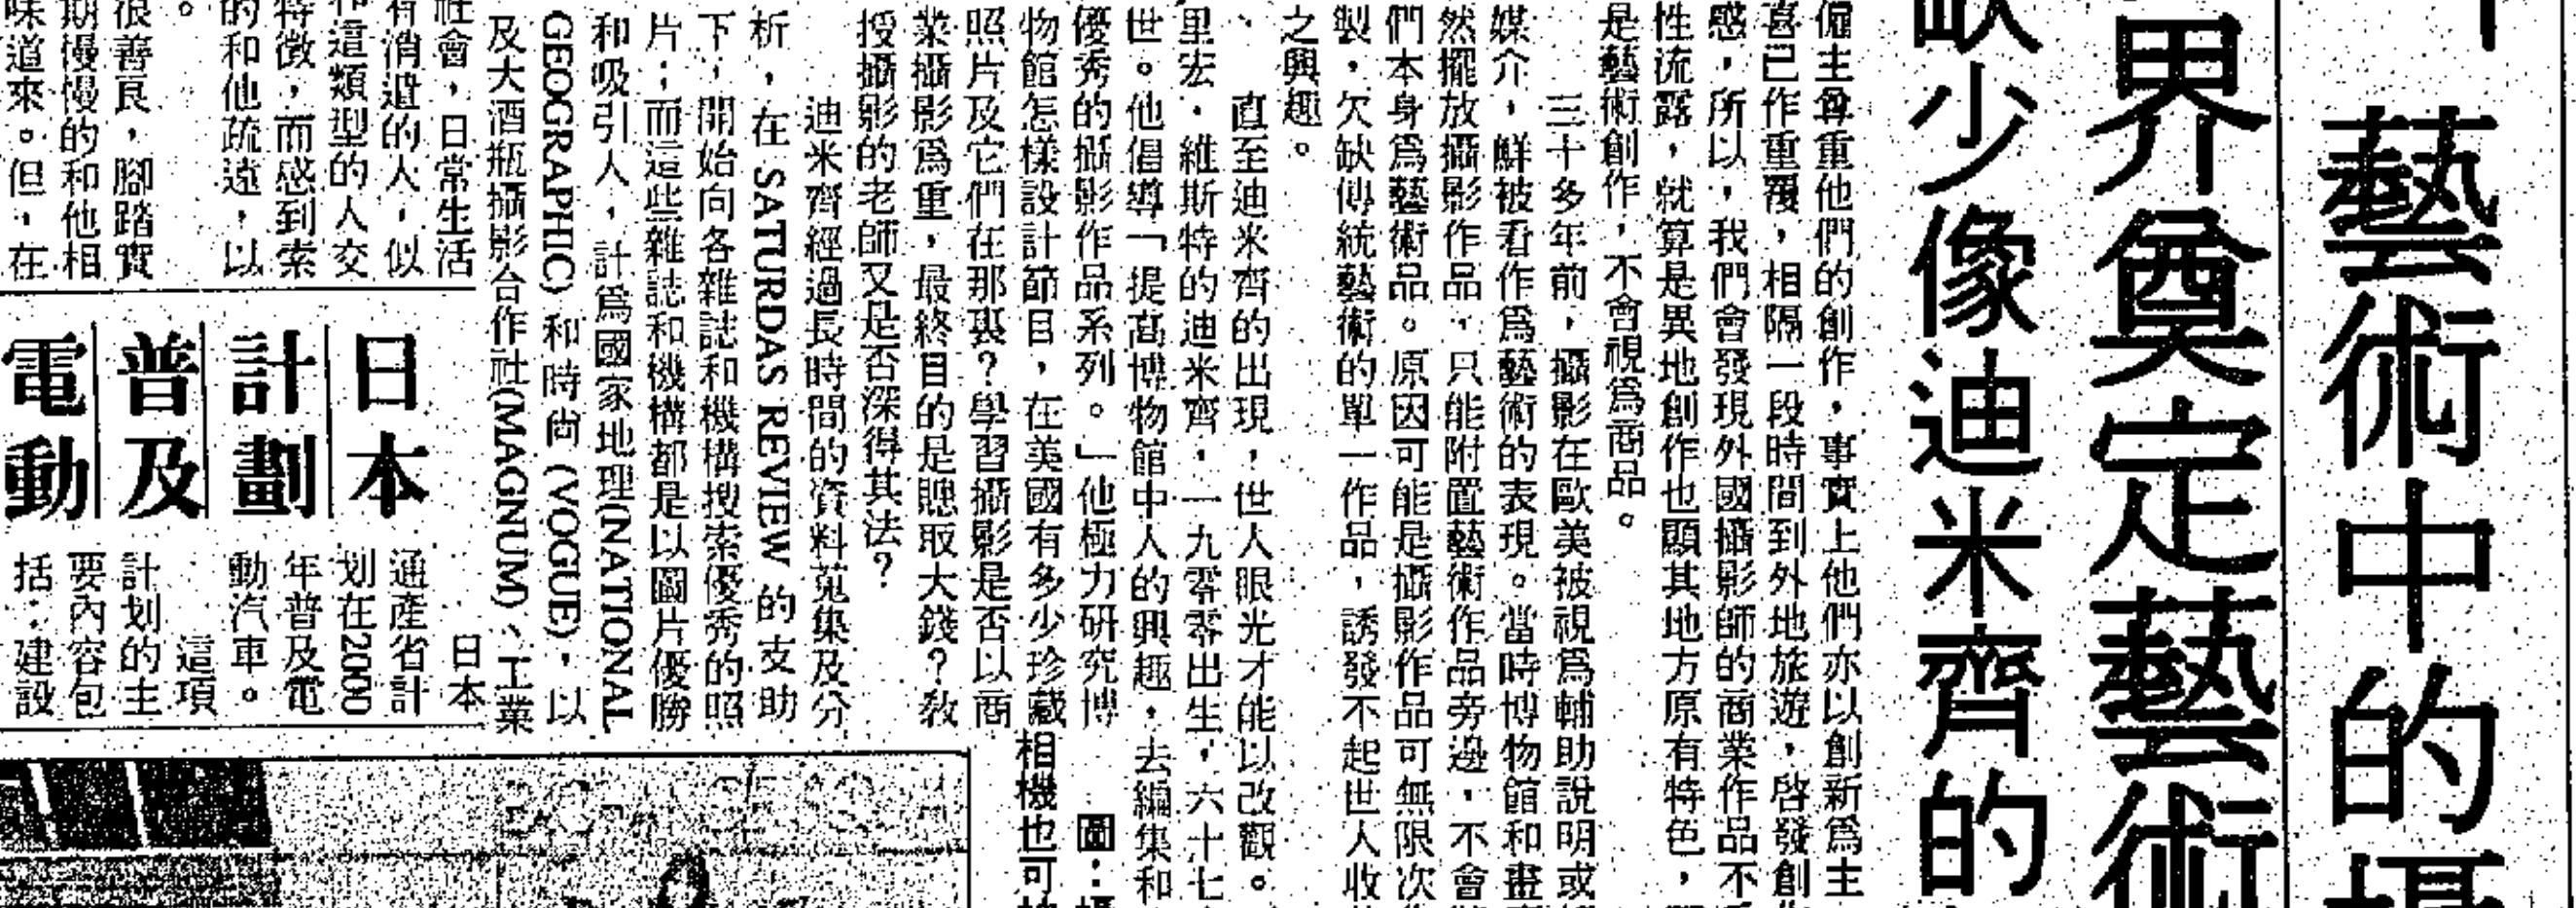 藝術中的
界奠定藝術
缺少像迪米齊的
僱主尊重他們的創作，事實上他們亦以創新為主
喜已作重覆，相隔一段時間到外地旅遊，啓發創
感，所以，我們會發現外國攝影師的商業作品不
性流露，就算是異地創作也顯其地方原有特色，
是藝術創作，不會視為商品。
三十多年前，攝影在歐美被視為輔助說明或
媒介，鮮被看作為藝術的表現。當時博物館和畫
然擺放攝影作品，只能附置藝術作品旁邊，不會
們本身為藝術品。原因可能是攝影作品可無限次
製，欠缺傳統藝術的單一作品，誘發不起世人收
之興趣。
直至迪米齊的出現，世人眼光才能以改觀。
里宏．維斯特的迪米齊，一九零零出生，六十七
世。他倡導「提高博物館中人的興趣，去編集和
優秀的攝影作品系列。」他極力研究博
物館怎樣設計節目，在美國有多少珍藏
照片及它們在那裏？學習攝影是否以商
業攝影為重，最終目的是賺取大錢？教
授攝影的老師又是否深得其法？
迪米齊經過長時間的資料蒐集及分
析，在 SATURDAS REVIEW 的支助
下，開始向各雜誌和機構搜索優秀的照
片；而這些雜誌和機構都是以圖片優勝
和吸引人，計為國家地理(NATIONAL
GEOGRAPHIC) 和時尚 (VOGUE)，以
及大酒瓶攝影合作社(MAGNUM)、工業
圖：
相機也可
社會，日常生活
有消遣的人，似
和這類型的人交
特徵，而感到索
的和他疏遠，以
。
很善良，腳踏實
期慢慢的和他相
味道來。但，在
日本
計劃
普及
電動
日本
通產省計
划在2000
年普及電
動汽車。
這項
計划的主
要內容包
括：建設